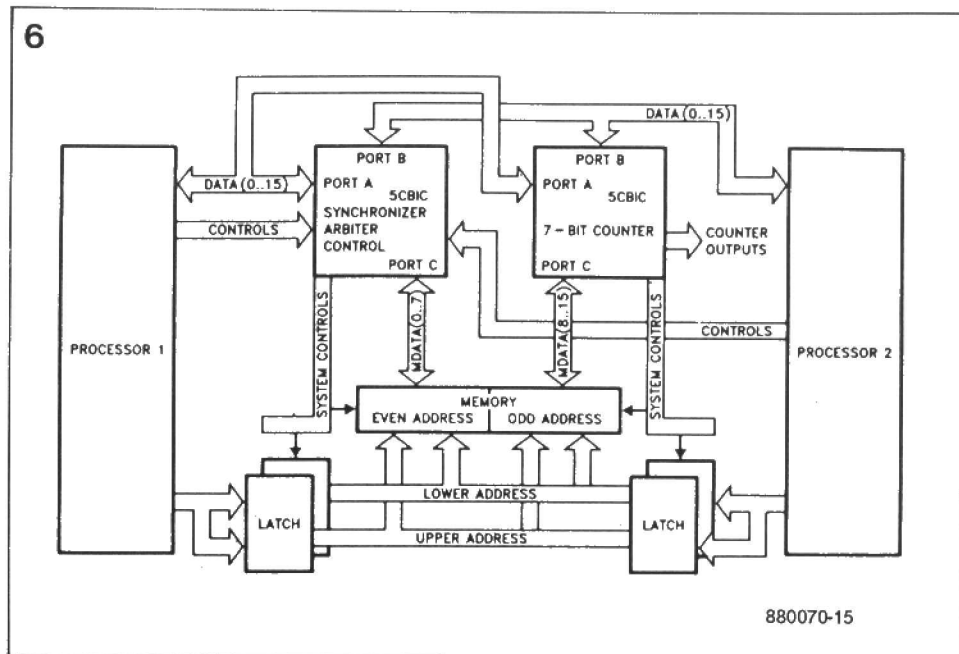 6
DATA(0..15)
PORT B
PORT B
DATA(0..15)
PORT A
5CBIC
SYNCHRONIZER
ARBITER
CONTROL
PORT C
PORT A
5CBIC
7-BIT COUNTER
PORT C
CONTROLS
COUNTER
OUTPUTS
PROCESSOR 1
SYSTEM CONTROLS
MDATA(0..7)
MDATA(8..15)
SYSTEM CONTROLS
CONTROLS
PROCESSOR 2
MEMORY
EVEN ADDRESS
ODD ADDRESS
LATCH
LOWER ADDRESS
UPPER ADDRESS
LATCH
880070-15